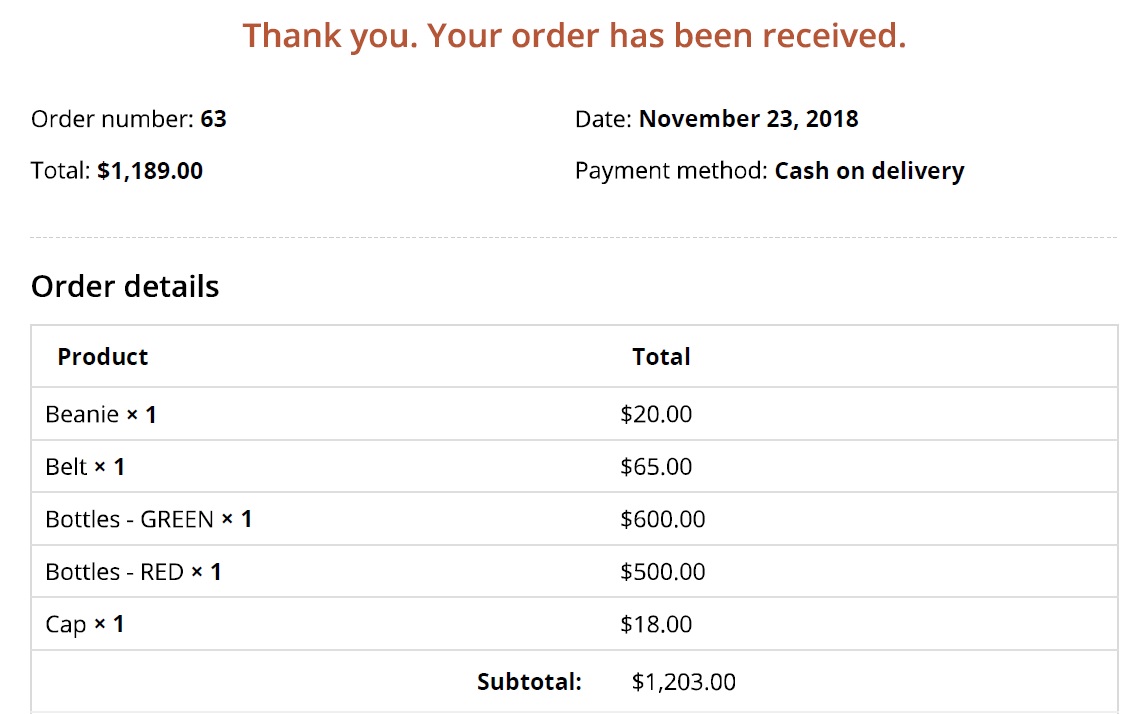 Thank you. Your order has been received.
Order number: 63
Date: November 23, 2018
Total: $1,189.00
Payment method: Cash on delivery
Order details
Product Total
Beanie × 1 $20.00
Belt × 1 $65.00
Bottles - GREEN × 1 $600.00
Bottles - RED × 1 $500.00
Cap × 1 $18.00
Subtotal: $1,203.00